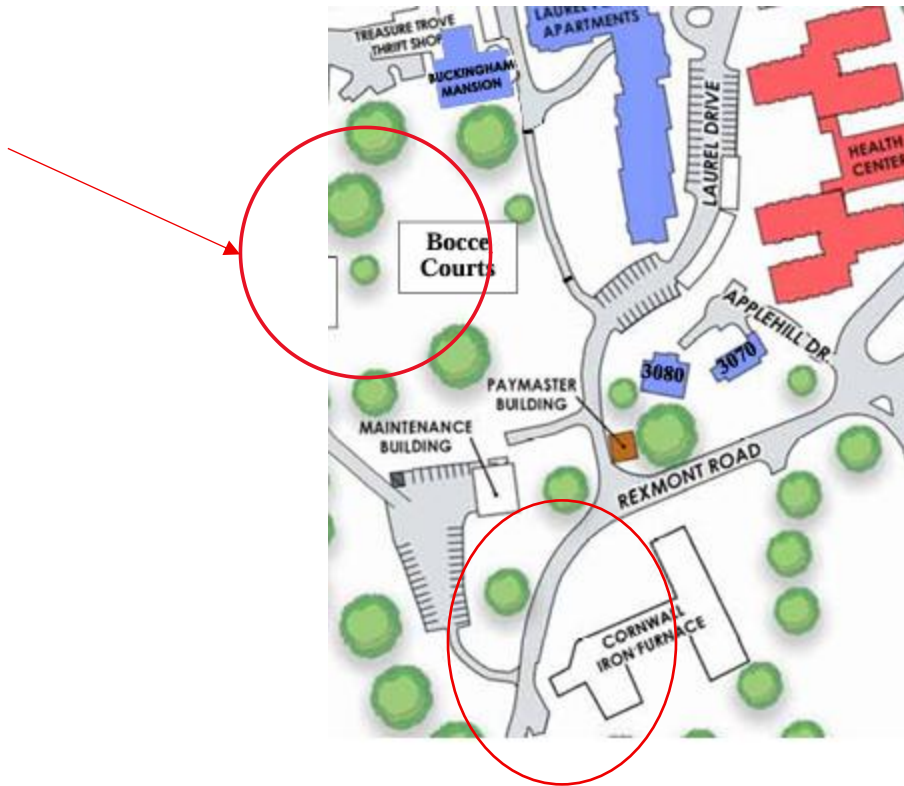 TREASURE TROVE
THRIFT SHOP
BUCKINGHAM
MANSION
APARTMENTS
LAUREL DRIVE
HEALTH
CENTER
Bocce
Courts
APPLEHILL DR.
3080
3070
PAYMASTER
BUILDING
MAINTENANCE
BUILDING
REXMONT ROAD
CORNWALL
IRON FURNACE